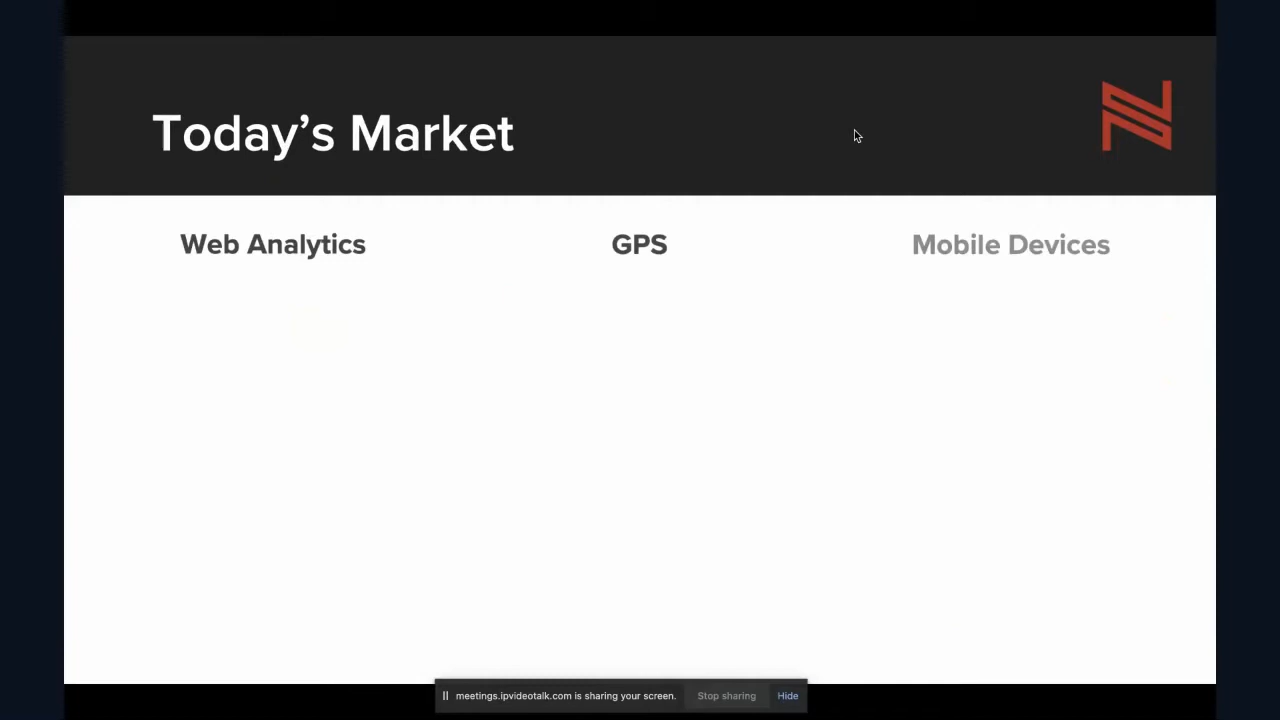 Today's Market
Web Analytics
GPS
Mobile Devices
meetings.ipvideotalk.com is sharing your screen.
Stop sharing
Hide